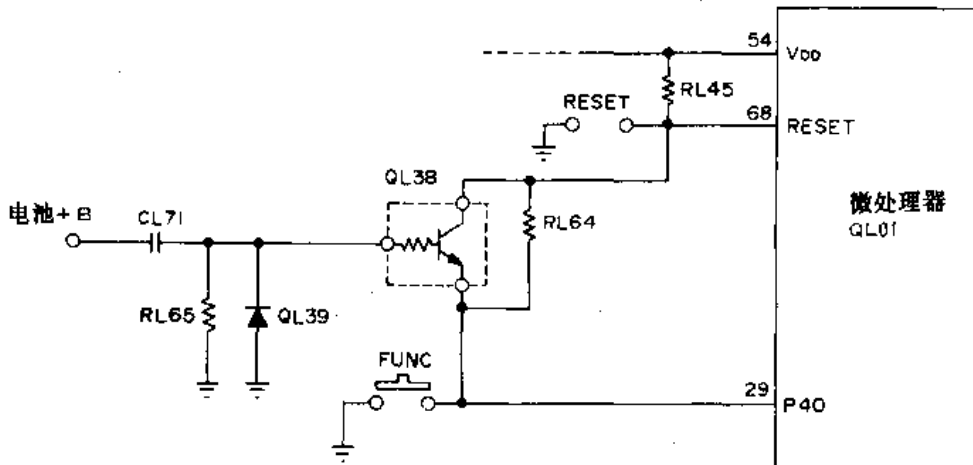 54
VDD
RL45
RESET
68
RESET
QL38
电池+B
CL71
RL64
微处理器
QL01
RL65
QL39
FUNC
29
P40